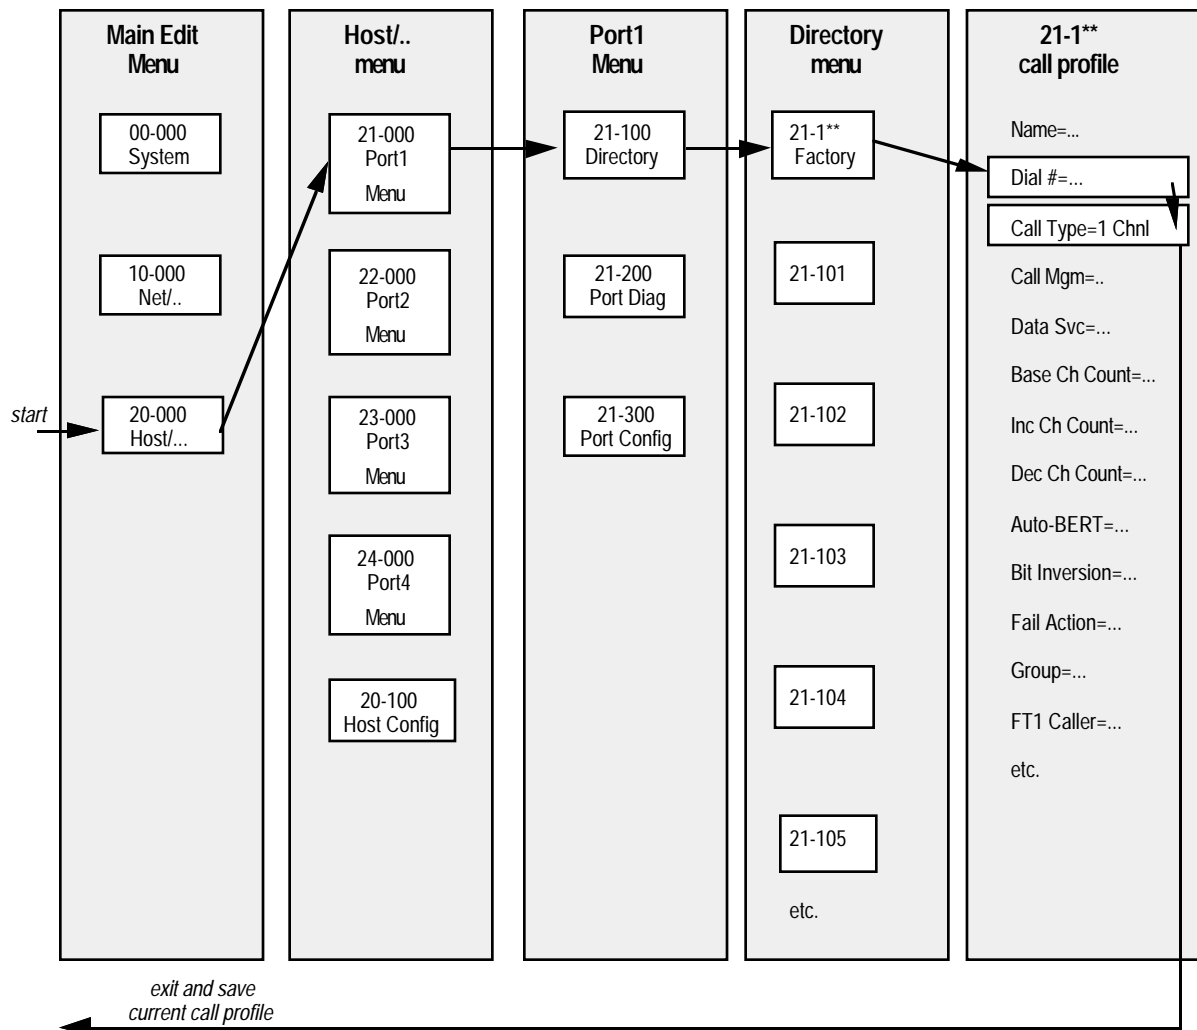 Main Edit
Menu
00-000
System
10-000
Net/..
start
20-000
Host/...
Host/..
menu
21-000
Port1
Menu
22-000
Port2
Menu
23-000
Port3
Menu
24-000
Port4
Menu
20-100
Host Config
Port1
Menu
21-100
Directory
21-200
Port Diag
21-300
Port Config
Directory
menu
21-1**
Factory
21-101
21-102
21-103
21-104
21-105
etc.
21-1**
call profile
Name=...
Dial #=...
Call Type=1 Chnl
Call Mgm=..
Data Svc=...
Base Ch Count=...
Inc Ch Count=...
Dec Ch Count=...
Auto-BERT=...
Bit Inversion=...
Fail Action=...
Group=...
FT1 Caller=...
etc.
exit and save
current call profile